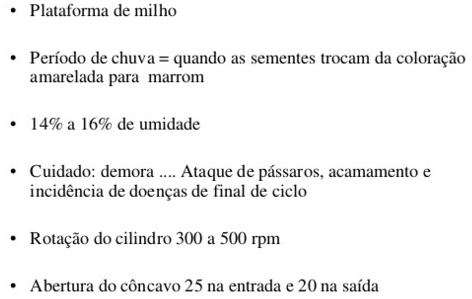 • Plataforma de milho
• Período de chuva = quando as sementes trocam da coloração
amarelada para marrom
• 14% a 16% de umidade
• Cuidado: demora .... Ataque de pássaros, acamamento e
incidência de doenças de final de ciclo
• Rotação do cilindro 300 a 500 rpm
• Abertura do côncavo 25 na entrada e 20 na saída